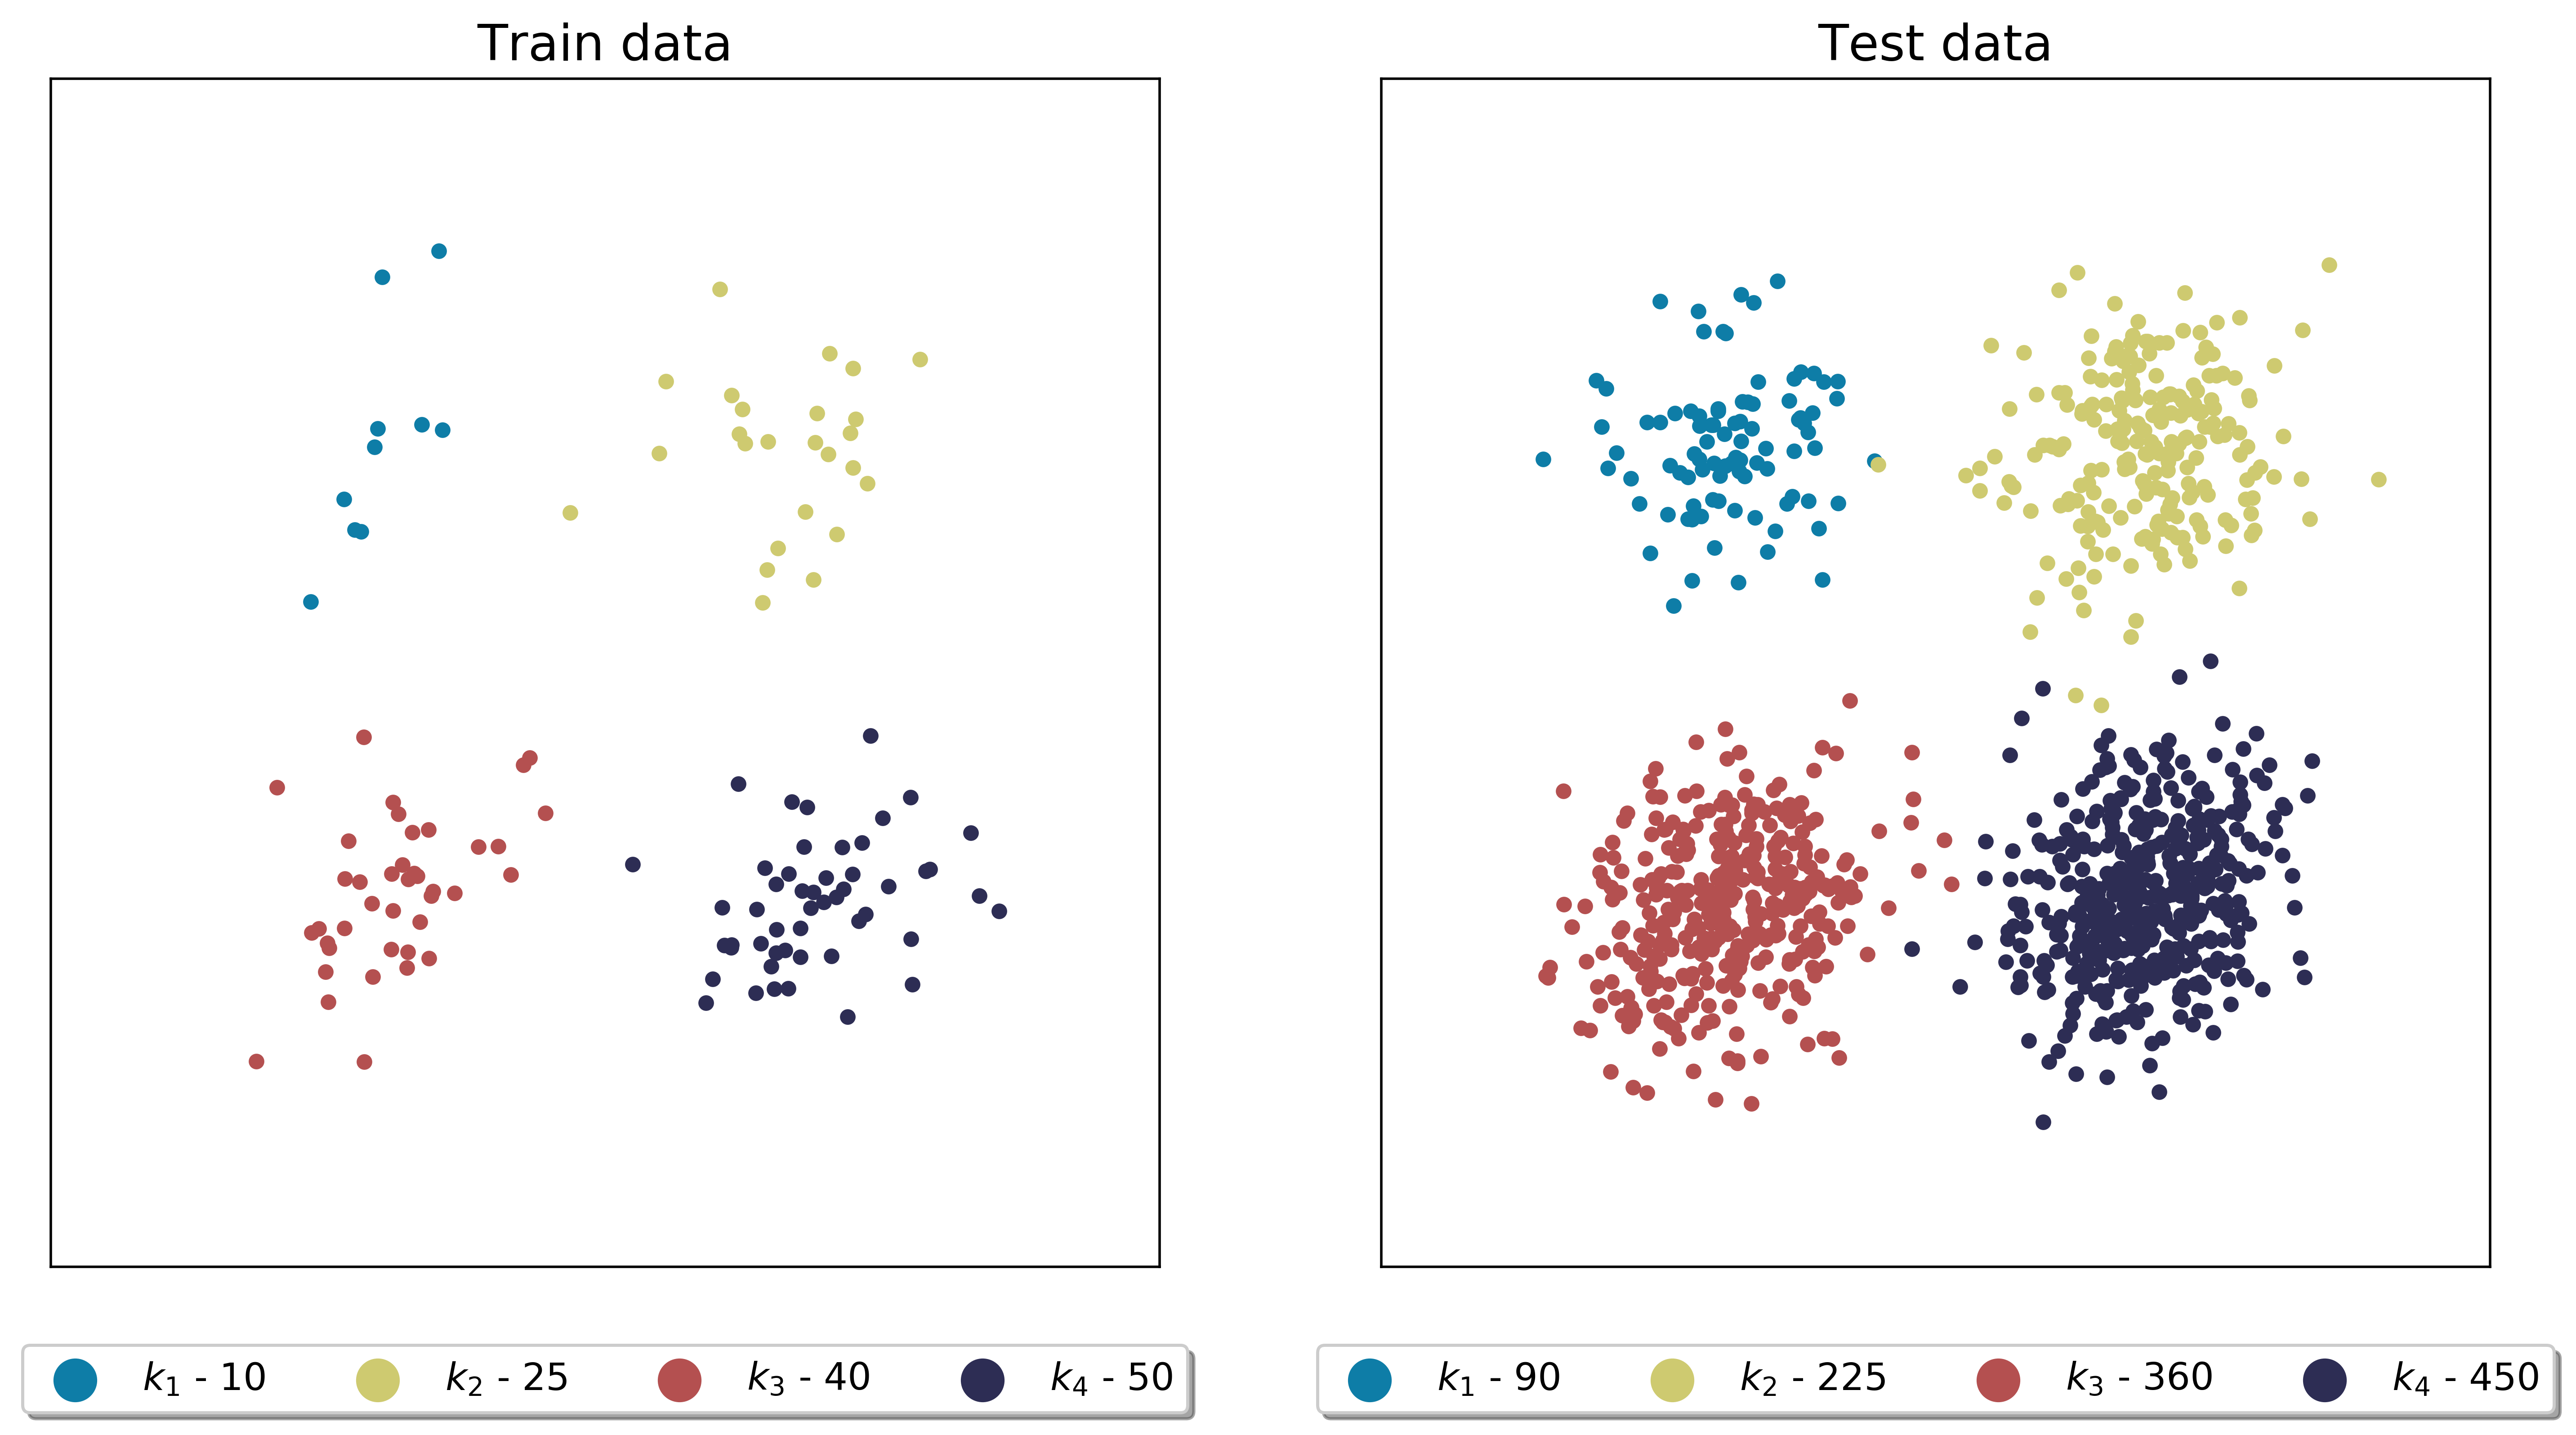 Train data
Test data
k₁ - 10 k₂ - 25 k₃ - 40 k₄ - 50
k₁ - 90 k₂ - 225 k₃ - 360 k₄ - 450